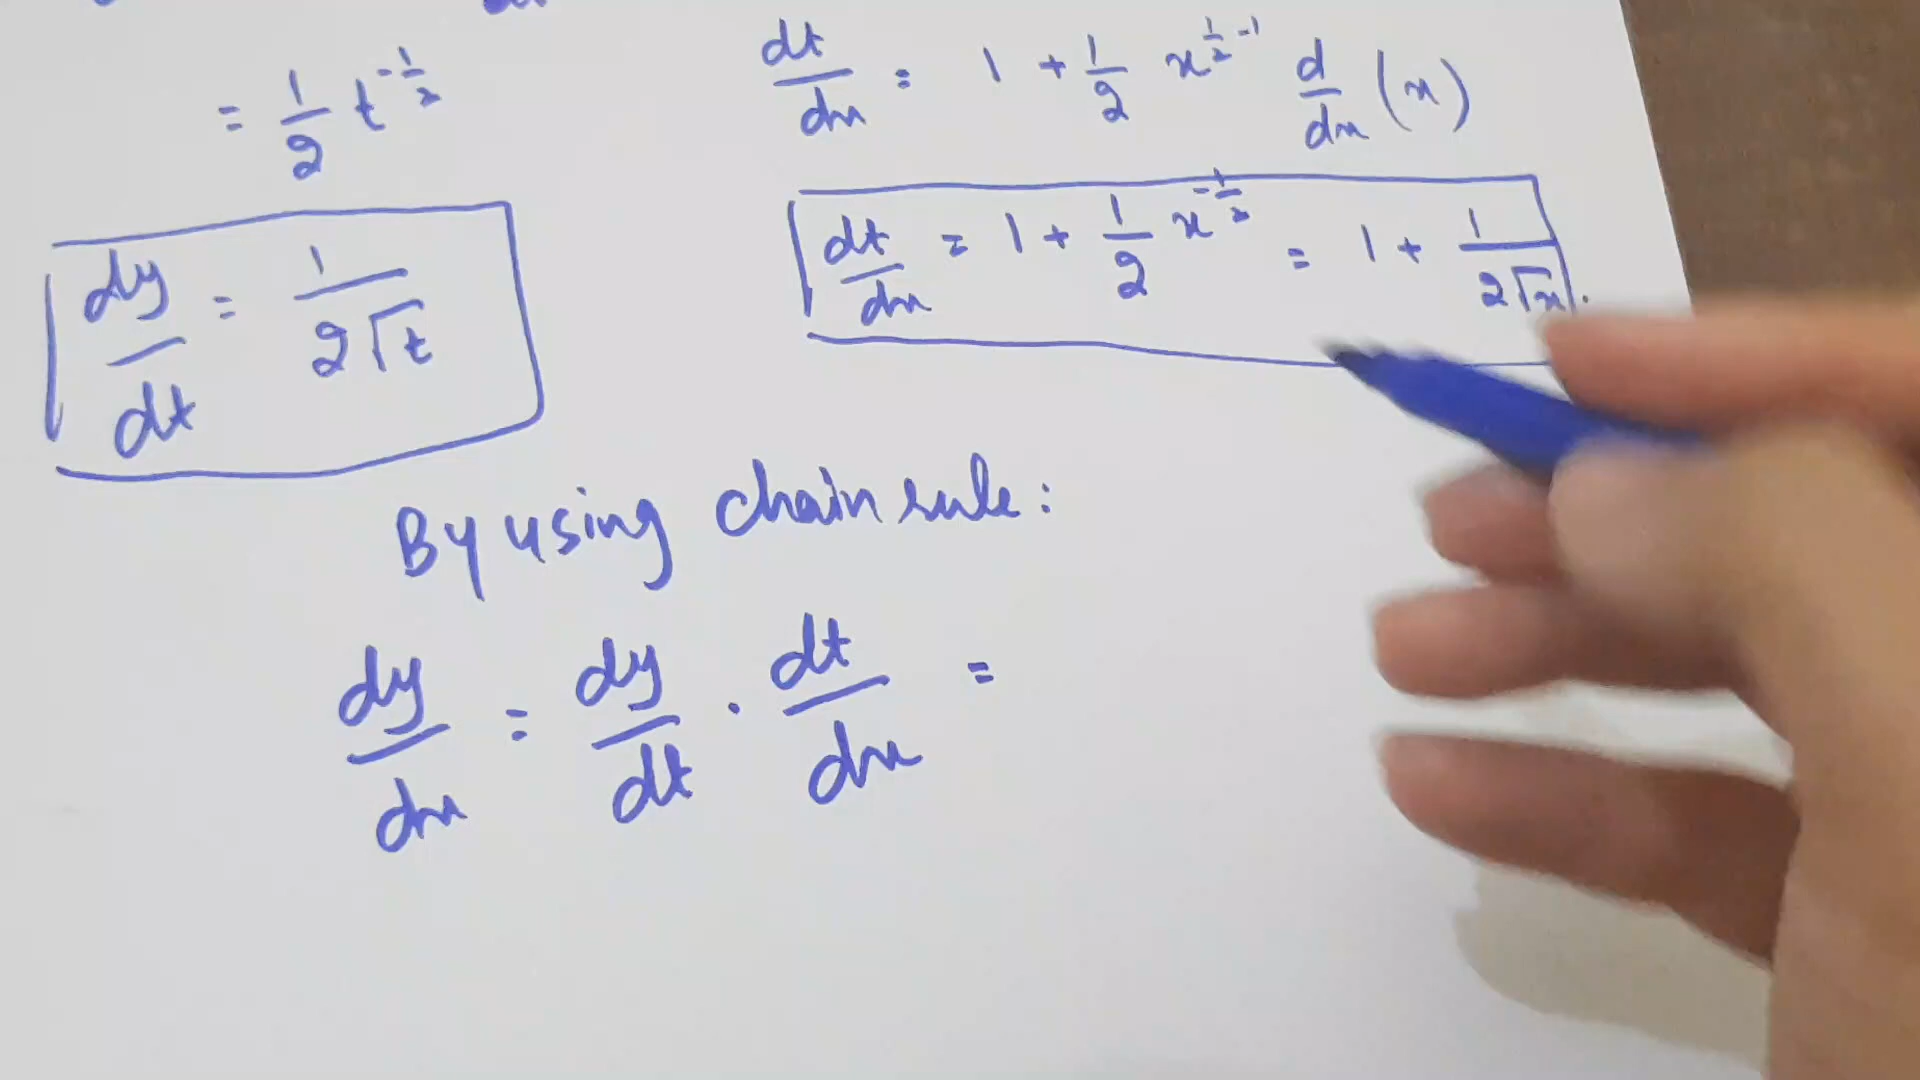 = 1/2 t^{-1/2}
dy/dt = 1/(2√t)
dt/dx = 1 + 1/2 x^{1/2 -1} d/dx (x)
dt/dx = 1 + 1/2 x^{-1/2} = 1 + 1/(2√x).
By using chain rule:
dy/dx = dy/dt . dt/dx =